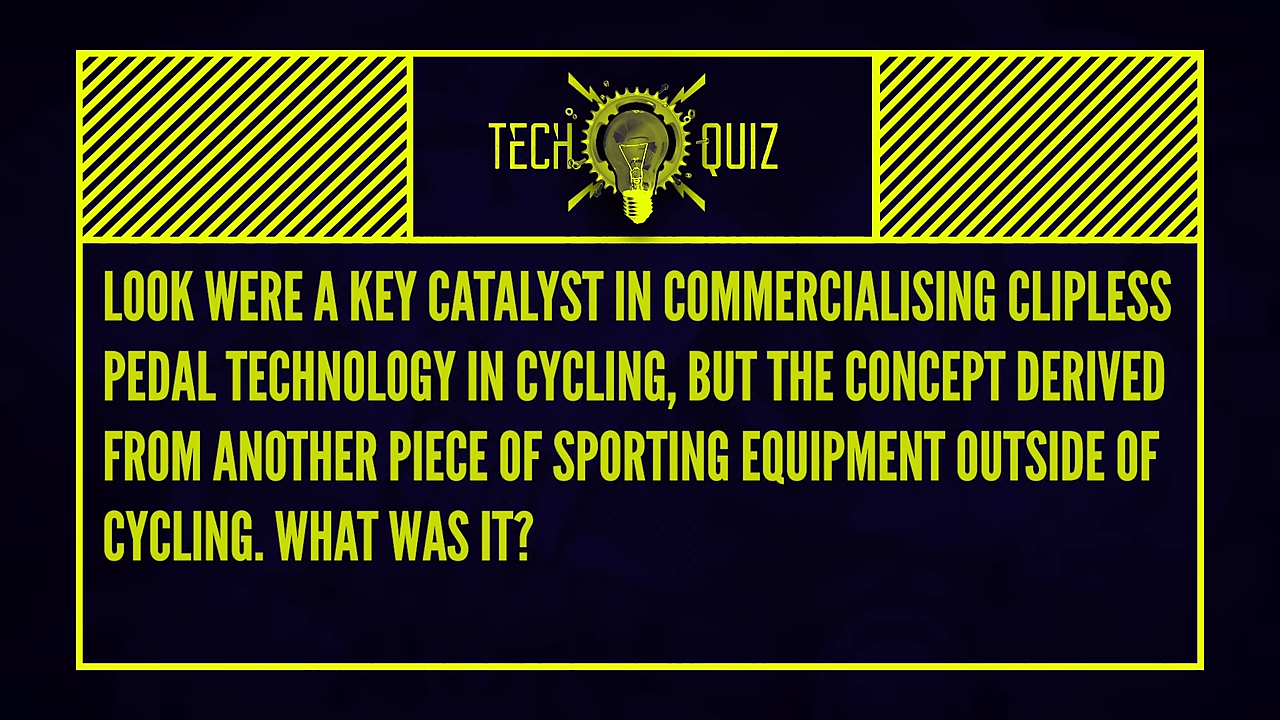 TECH QUIZ
LOOK WERE A KEY CATALYST IN COMMERCIALISING CLIPLESS
PEDAL TECHNOLOGY IN CYCLING, BUT THE CONCEPT DERIVED
FROM ANOTHER PIECE OF SPORTING EQUIPMENT OUTSIDE OF
CYCLING. WHAT WAS IT?